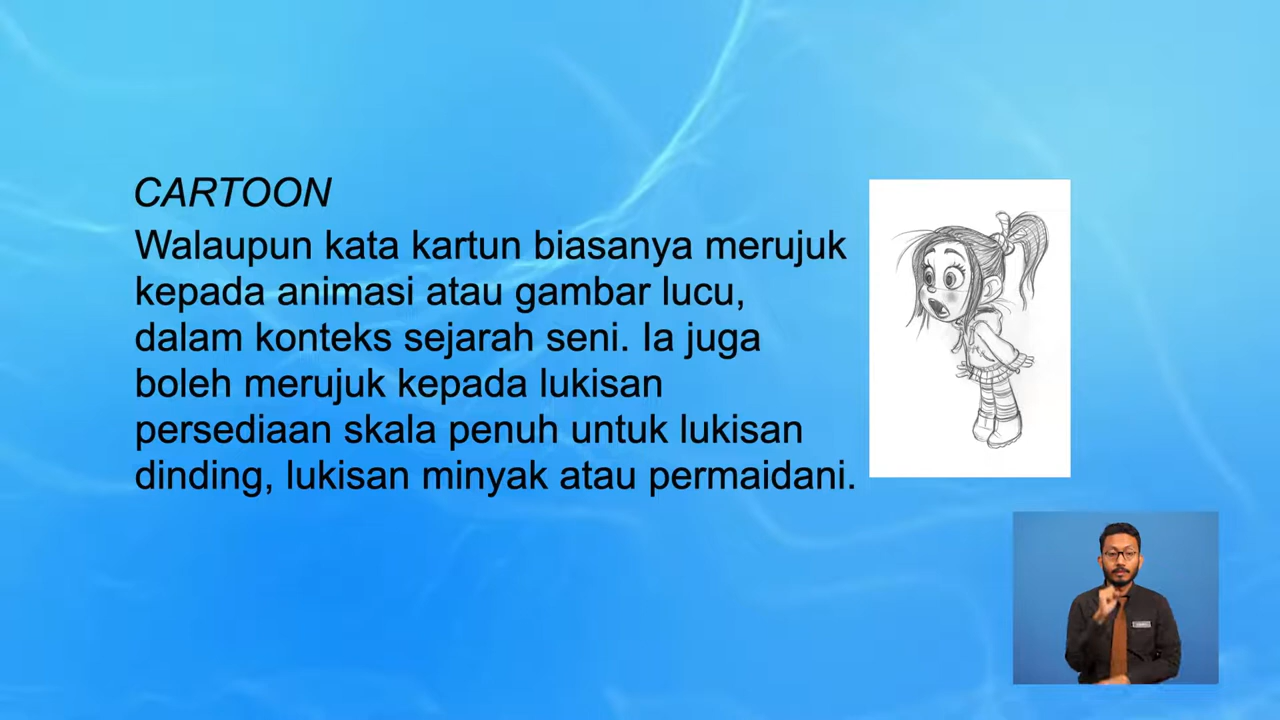 CARTOON
Walaupun kata kartun biasanya merujuk
kepada animasi atau gambar lucu,
dalam konteks sejarah seni. Ia juga
boleh merujuk kepada lukisan
persediaan skala penuh untuk lukisan
dinding, lukisan minyak atau permaidani.